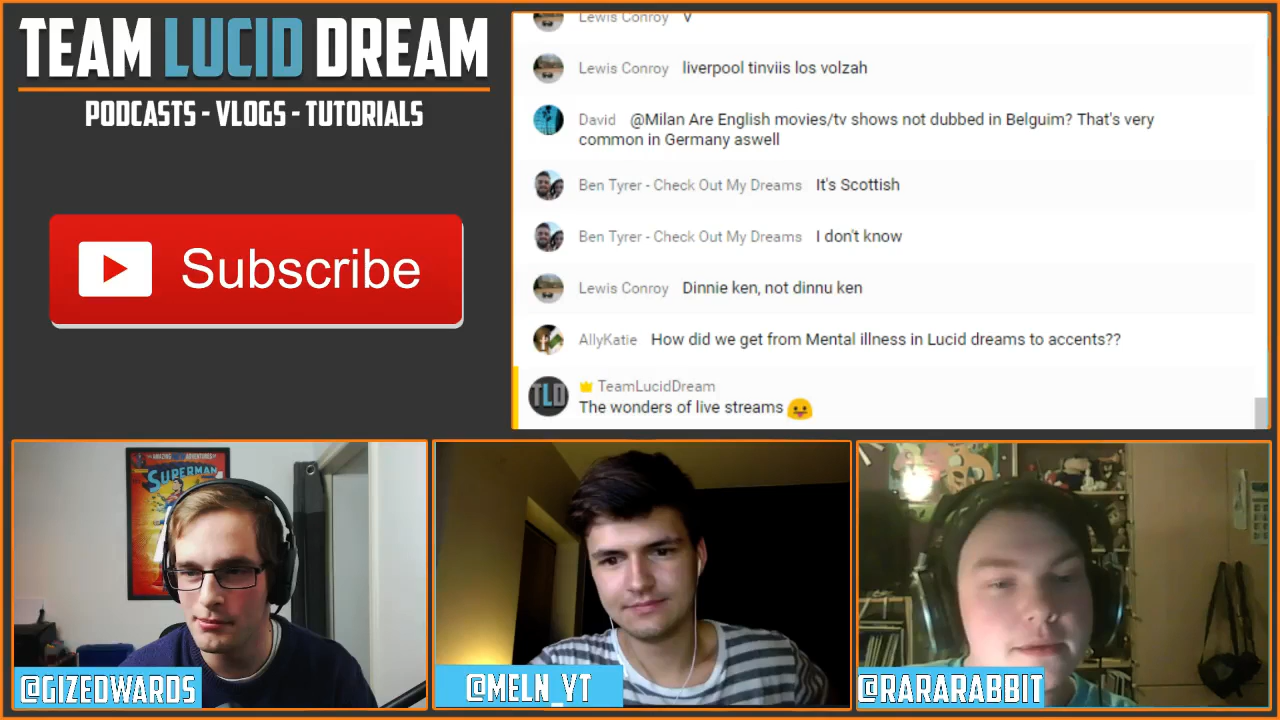 TEAM LUCID DREAM
PODCASTS - VLOGS - TUTORIALS
Subscribe
Lewis Conroy v
Lewis Conroy liverpool tinviis los volzah
David @Milan Are English movies/tv shows not dubbed in Belguim? That's very
common in Germany aswell
Ben Tyrer - Check Out My Dreams It's Scottish
Ben Tyrer - Check Out My Dreams I don't know
Lewis Conroy Dinnie ken, not dinnu ken
AllyKatie How did we get from Mental illness in Lucid dreams to accents??
TLD
TeamLucidDream
The wonders of live streams
SUPERMAN
@GIZEDWARDS
@MELN_YT
@RARARABBIT